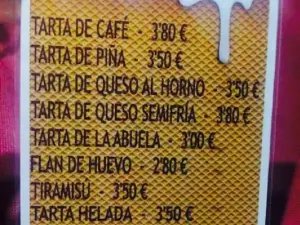 TARTA DE CAFÉ · 3'80 €
TARTA DE PIÑA · 3'50 €
TARTA DE QUESO AL HORNO · 3'50 €
TARTA DE QUESO SEMIFRÍA · 3'80 €
TARTA DE LA ABUELA · 3'00 €
FLAN DE HUEVO · 2'80 €
TIRAMISU · 3'50 €
TARTA HELADA · 3'50 €